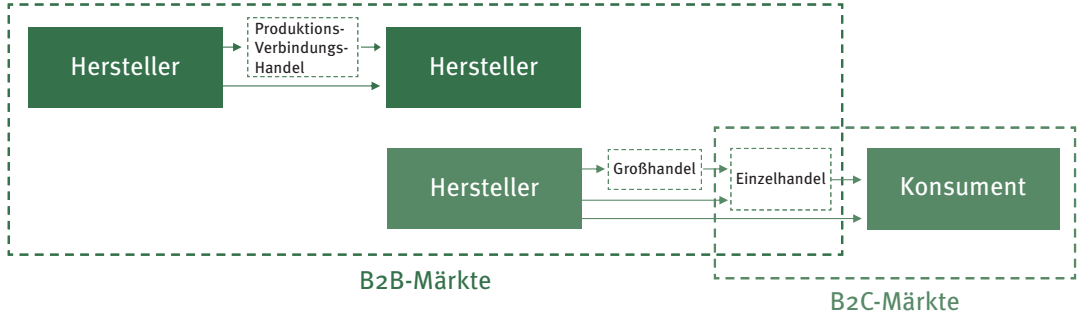 Hersteller
Produktions-
Verbindungs-
Handel
Hersteller
Hersteller
Großhandel
Einzelhandel
Konsument
B2B-Märkte
B2C-Märkte